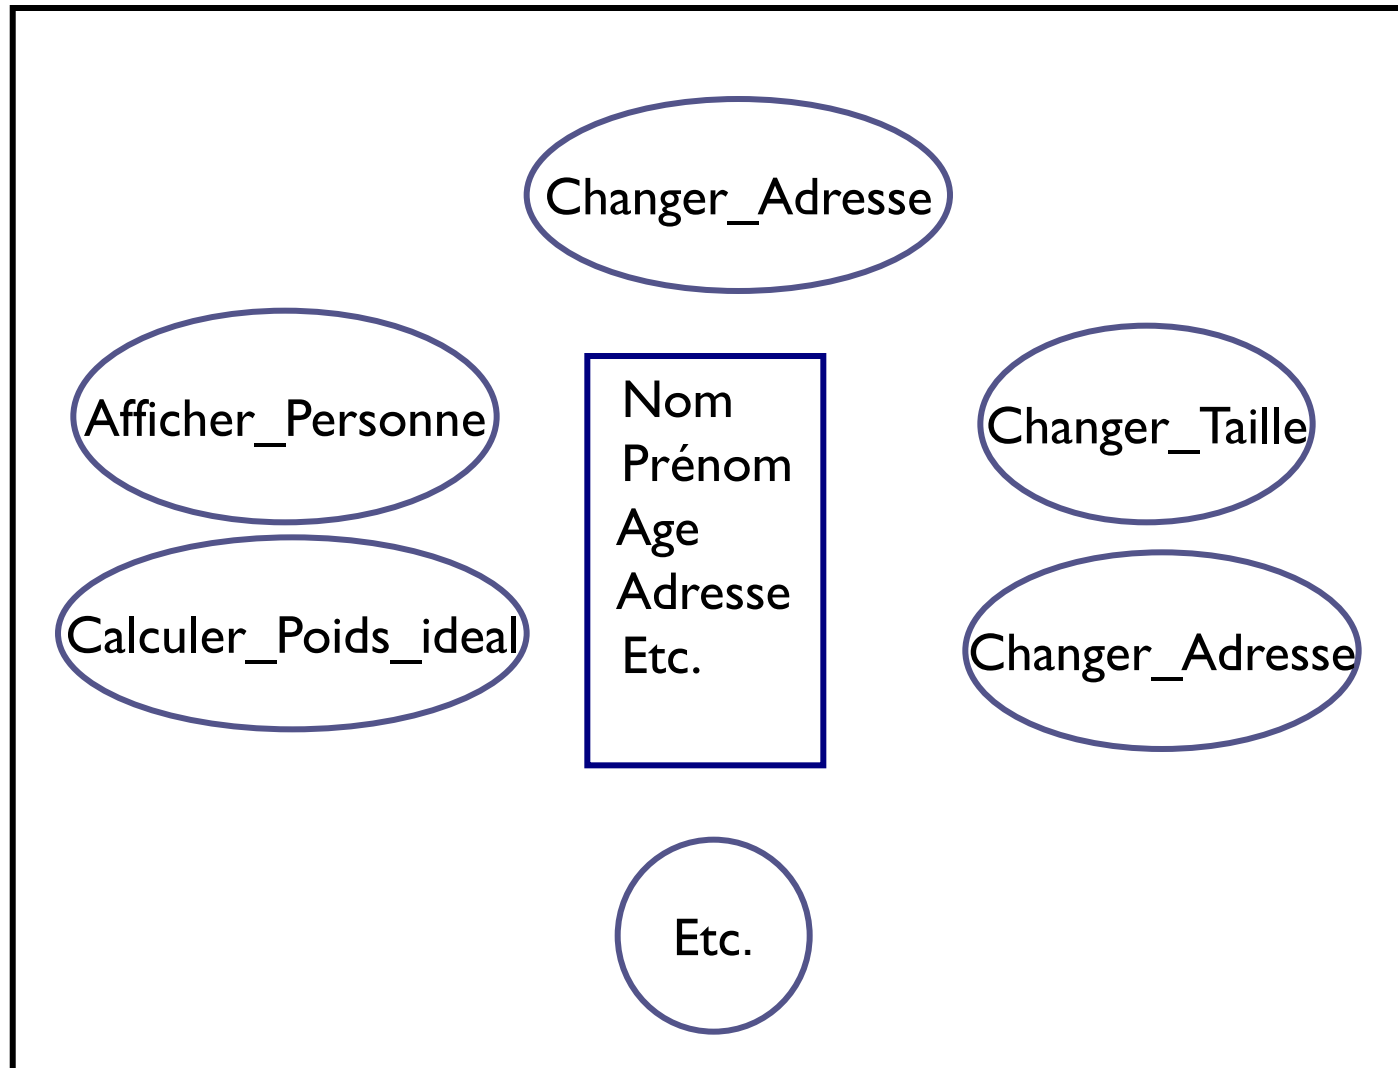 Changer_Adresse
Afficher_Personne
Calculer_Poids_ideal
Nom
Prénom
Age
Adresse
Etc.
Changer_Taille
Changer_Adresse
Etc.